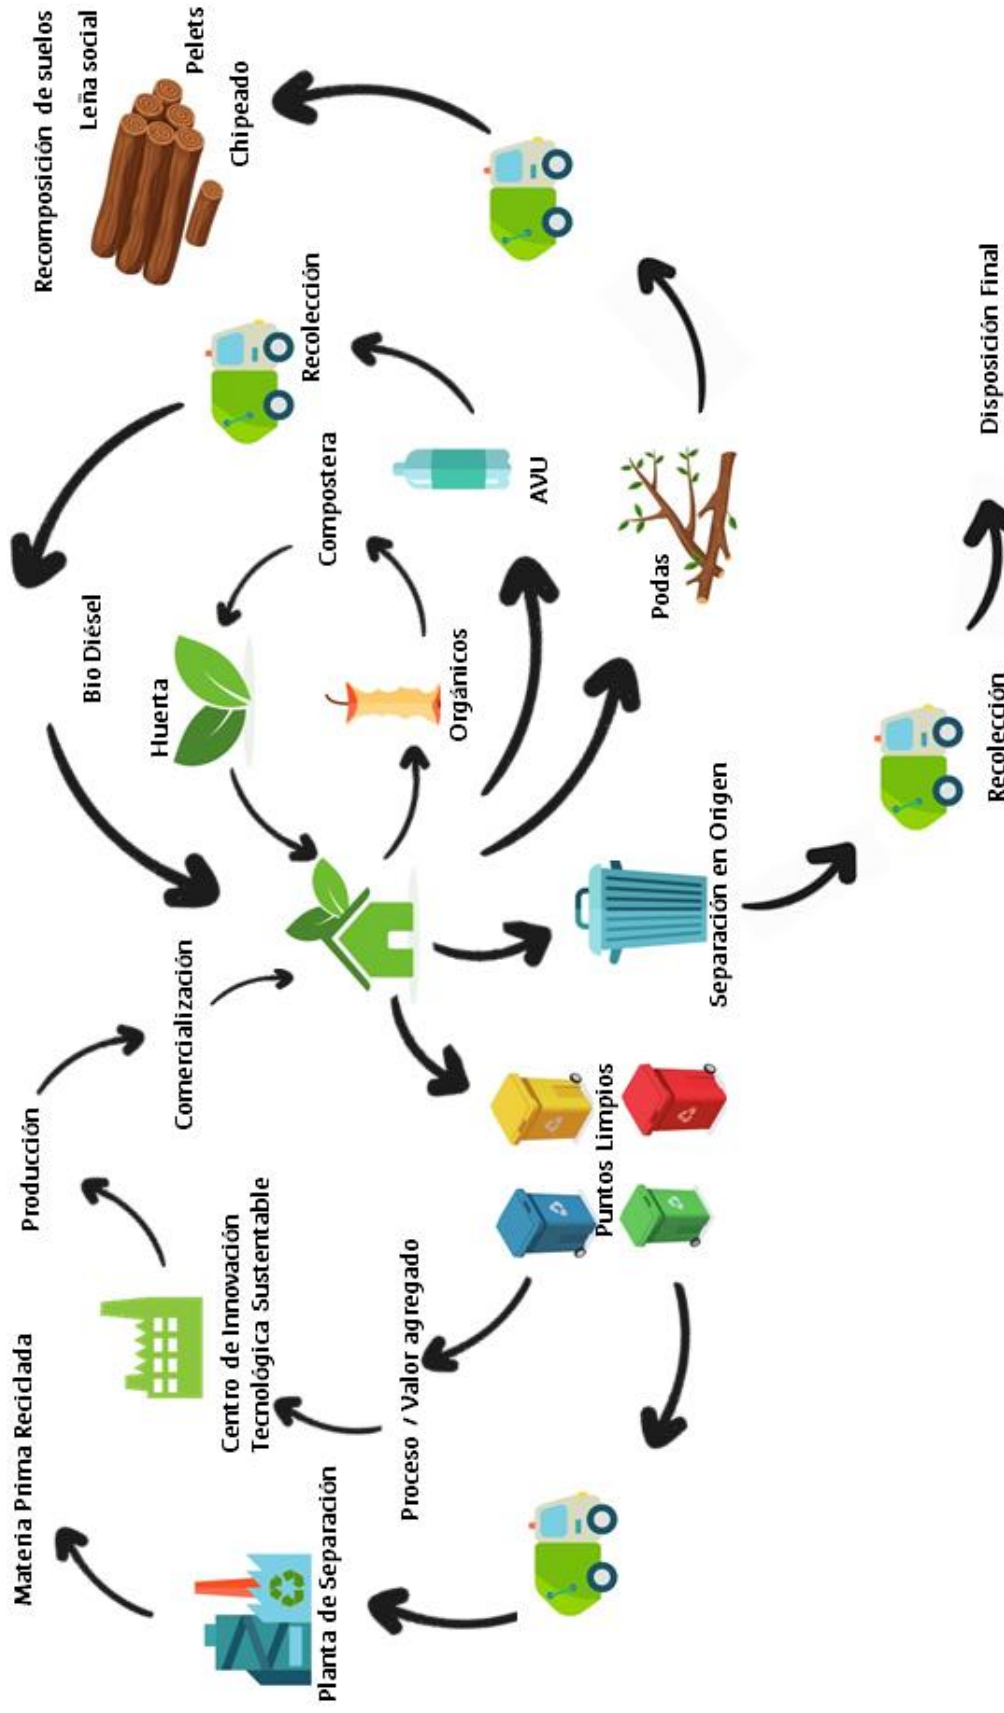 Materia Prima Reciclada
Producción
Recomposición de suelos
Leña social
Pelets
Chipeado
Bio Diésel
Huerta
Comercialización
Centro de Innovación
Tecnológica Sustentable
Recolección
Planta de Separación
Compostera
Proceso / Valor agregado
Orgánicos
AVU
Puntos Limpios
Podas
Separación en Origen
Recolección
Disposición Final